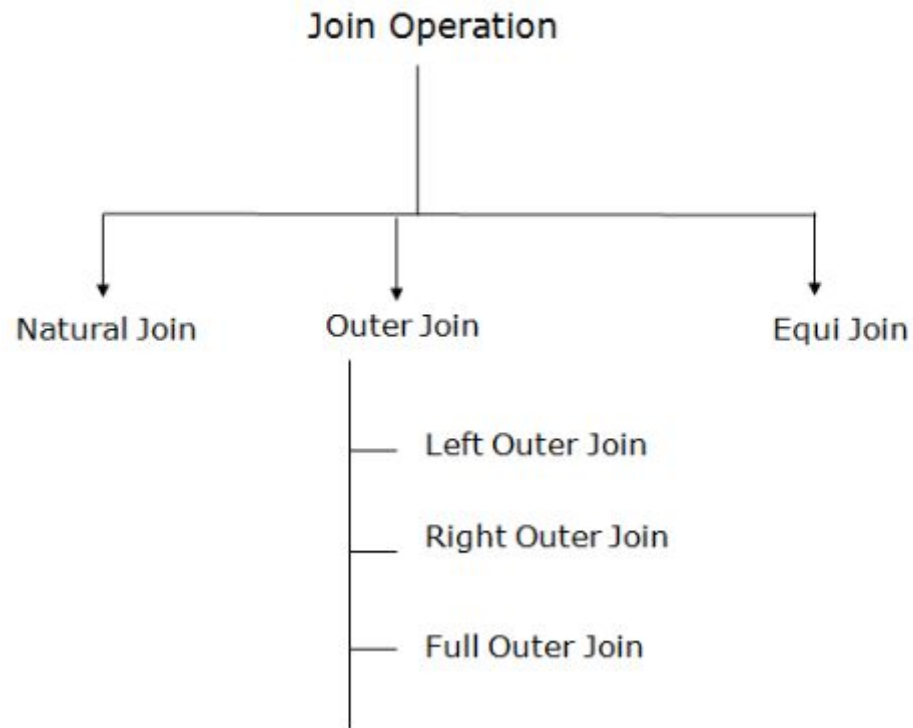 Join Operation
Natural Join
Outer Join
Equi Join
Left Outer Join
Right Outer Join
Full Outer Join